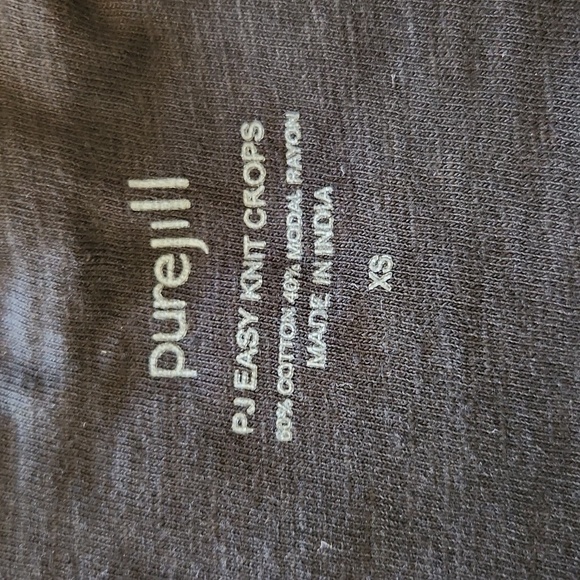 purejill
PJ EASY KNIT CROPS
60% COTTON 40% MODAL RAYON
MADE IN INDIA
XS